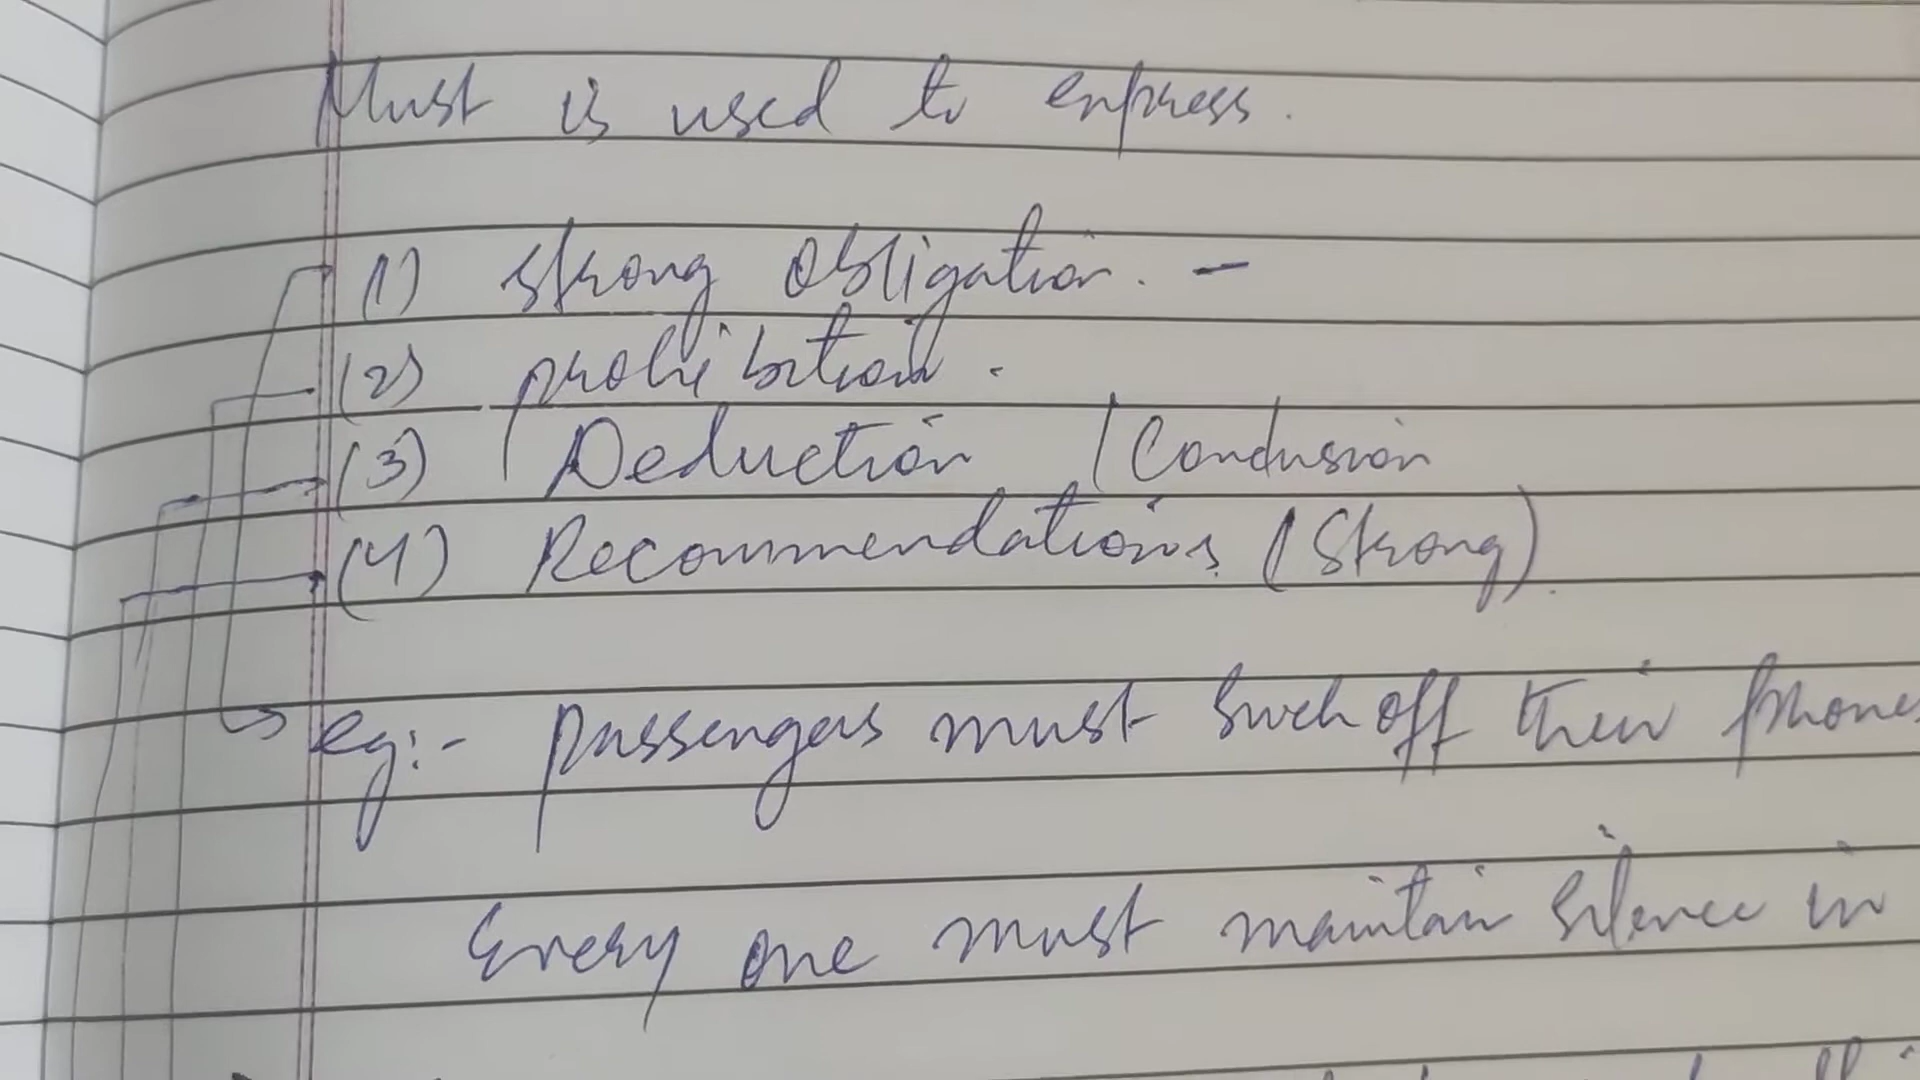 Must is used to express.
(1) strong obligation. -
(2) prohibition.
(3) Deduction / Conclusion
(4) Recommendations (Strong).
eg:- passengers must swich off their phones
Every one must maintain silence in